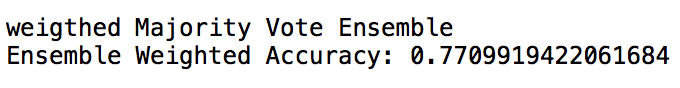 weigthed Majority Vote Ensemble
Ensemble Weighted Accuracy: 0.7709919422061684